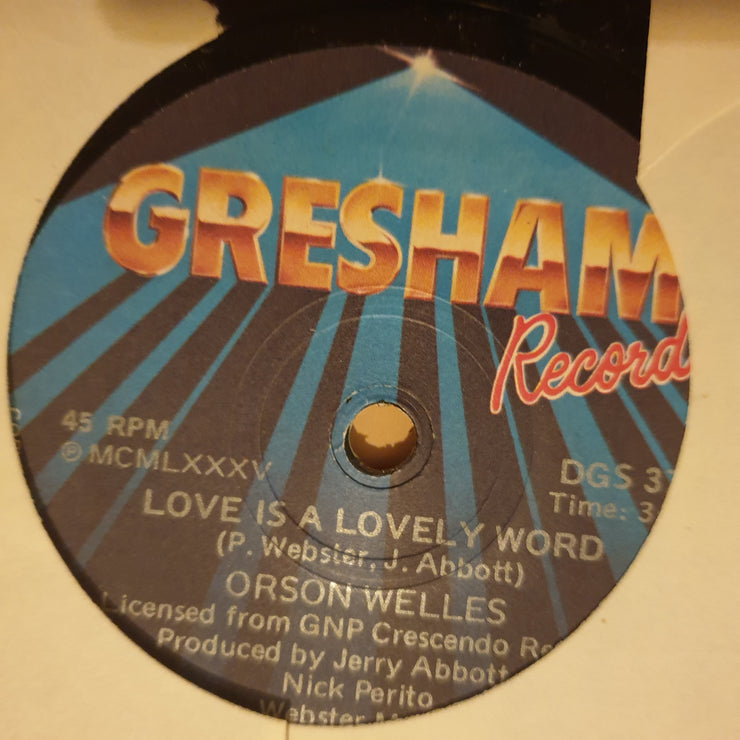 GRESHAM
Record
45 RPM
℗ MCMLXXXV
DGS 3
Time: 3
LOVE IS A LOVELY WORD
(P. Webster, J. Abbott)
ORSON WELLES
Licensed from GNP Crescendo Re
Produced by Jerry Abbott
Nick Perito
Webster